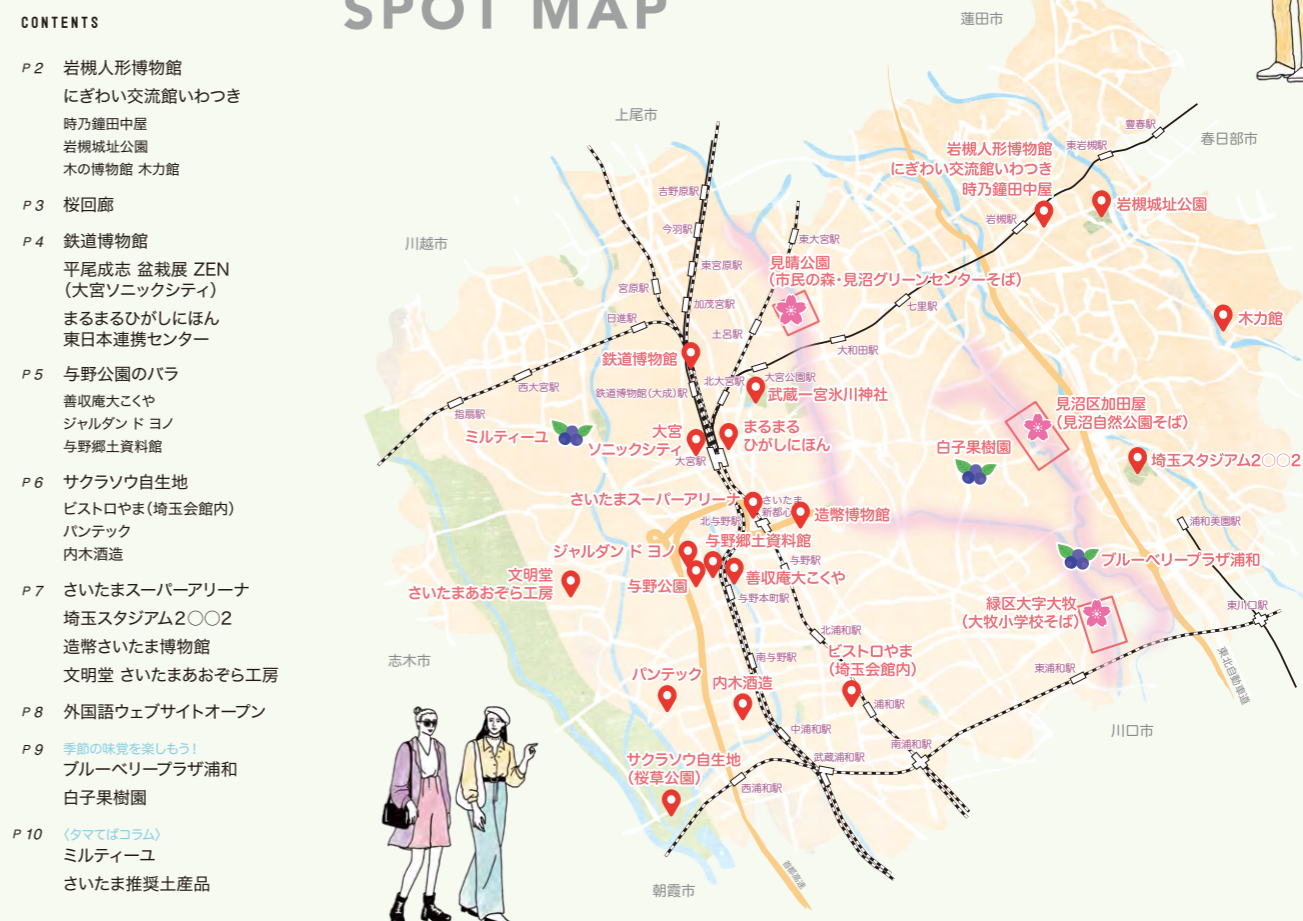 CONTENTS
P 2 岩槻人形博物館
にぎわい交流館いわつき
時乃鐘田中屋
岩槻城址公園
木の博物館 木力館
P 3 桜回廊
P 4 鉄道博物館
平尾成志 盆栽展 ZEN
(大宮ソニックシティ)
まるまるひがしにほん
東日本連携センター
P 5 与野公園のバラ
善収庵大こくや
ジャルダン ド ヨノ
与野郷土資料館
P 6 サクラソウ自生地
ビストロやま(埼玉会館内)
パンテック
内木酒造
P 7 さいたまスーパーアリーナ
埼玉スタジアム2○○2
造幣さいたま博物館
文明堂 さいたまあおぞら工房
P 8 外国語ウェブサイトオープン
P 9 季節の味覚を楽しもう!
ブルーベリープラザ浦和
白子果樹園
P 10 〈タマてばコラム〉
ミルティーユ
さいたま推奨土産品
SPOT MAP
蓮田市
上尾市
春日部市
川越市
志木市
朝霞市
川口市
豊春駅
東岩槻駅
岩槻人形博物館
にぎわい交流館いわつき
時乃鐘田中屋
岩槻駅
岩槻城址公園
吉野原駅
今羽駅
東大宮駅
東宮原駅
見晴公園
(市民の森・見沼グリーンセンターそば)
宮原駅
加茂宮駅
七里駅
日進駅
土呂駅
木力館
大和田駅
鉄道博物館
北大宮駅
大宮公園駅
西大宮駅
鉄道博物館(大成)駅
武蔵一宮氷川神社
指扇駅
見沼区加田屋
(見沼自然公園そば)
ミルティーユ
大宮
ソニックシティ
まるまる
ひがしにほん
大宮駅
白子果樹園
埼玉スタジアム2○○2
さいたまスーパーアリーナ
さいたま
新都心
造幣博物館
北与野駅
浦和美園駅
与野郷土資料館
ジャルダン ド ヨノ
与野駅
ブルーベリープラザ浦和
文明堂
さいたまあおぞら工房
与野公園
善収庵大こくや
与野本町駅
緑区大字大牧
(大牧小学校そば)
東川口駅
北浦和駅
ビストロやま
(埼玉会館内)
南与野駅
東浦和駅
東北自動車道
パンテック
内木酒造
浦和駅
中浦和駅
南浦和駅
武蔵浦和駅
サクラソウ自生地
(桜草公園)
西浦和駅
首都高速